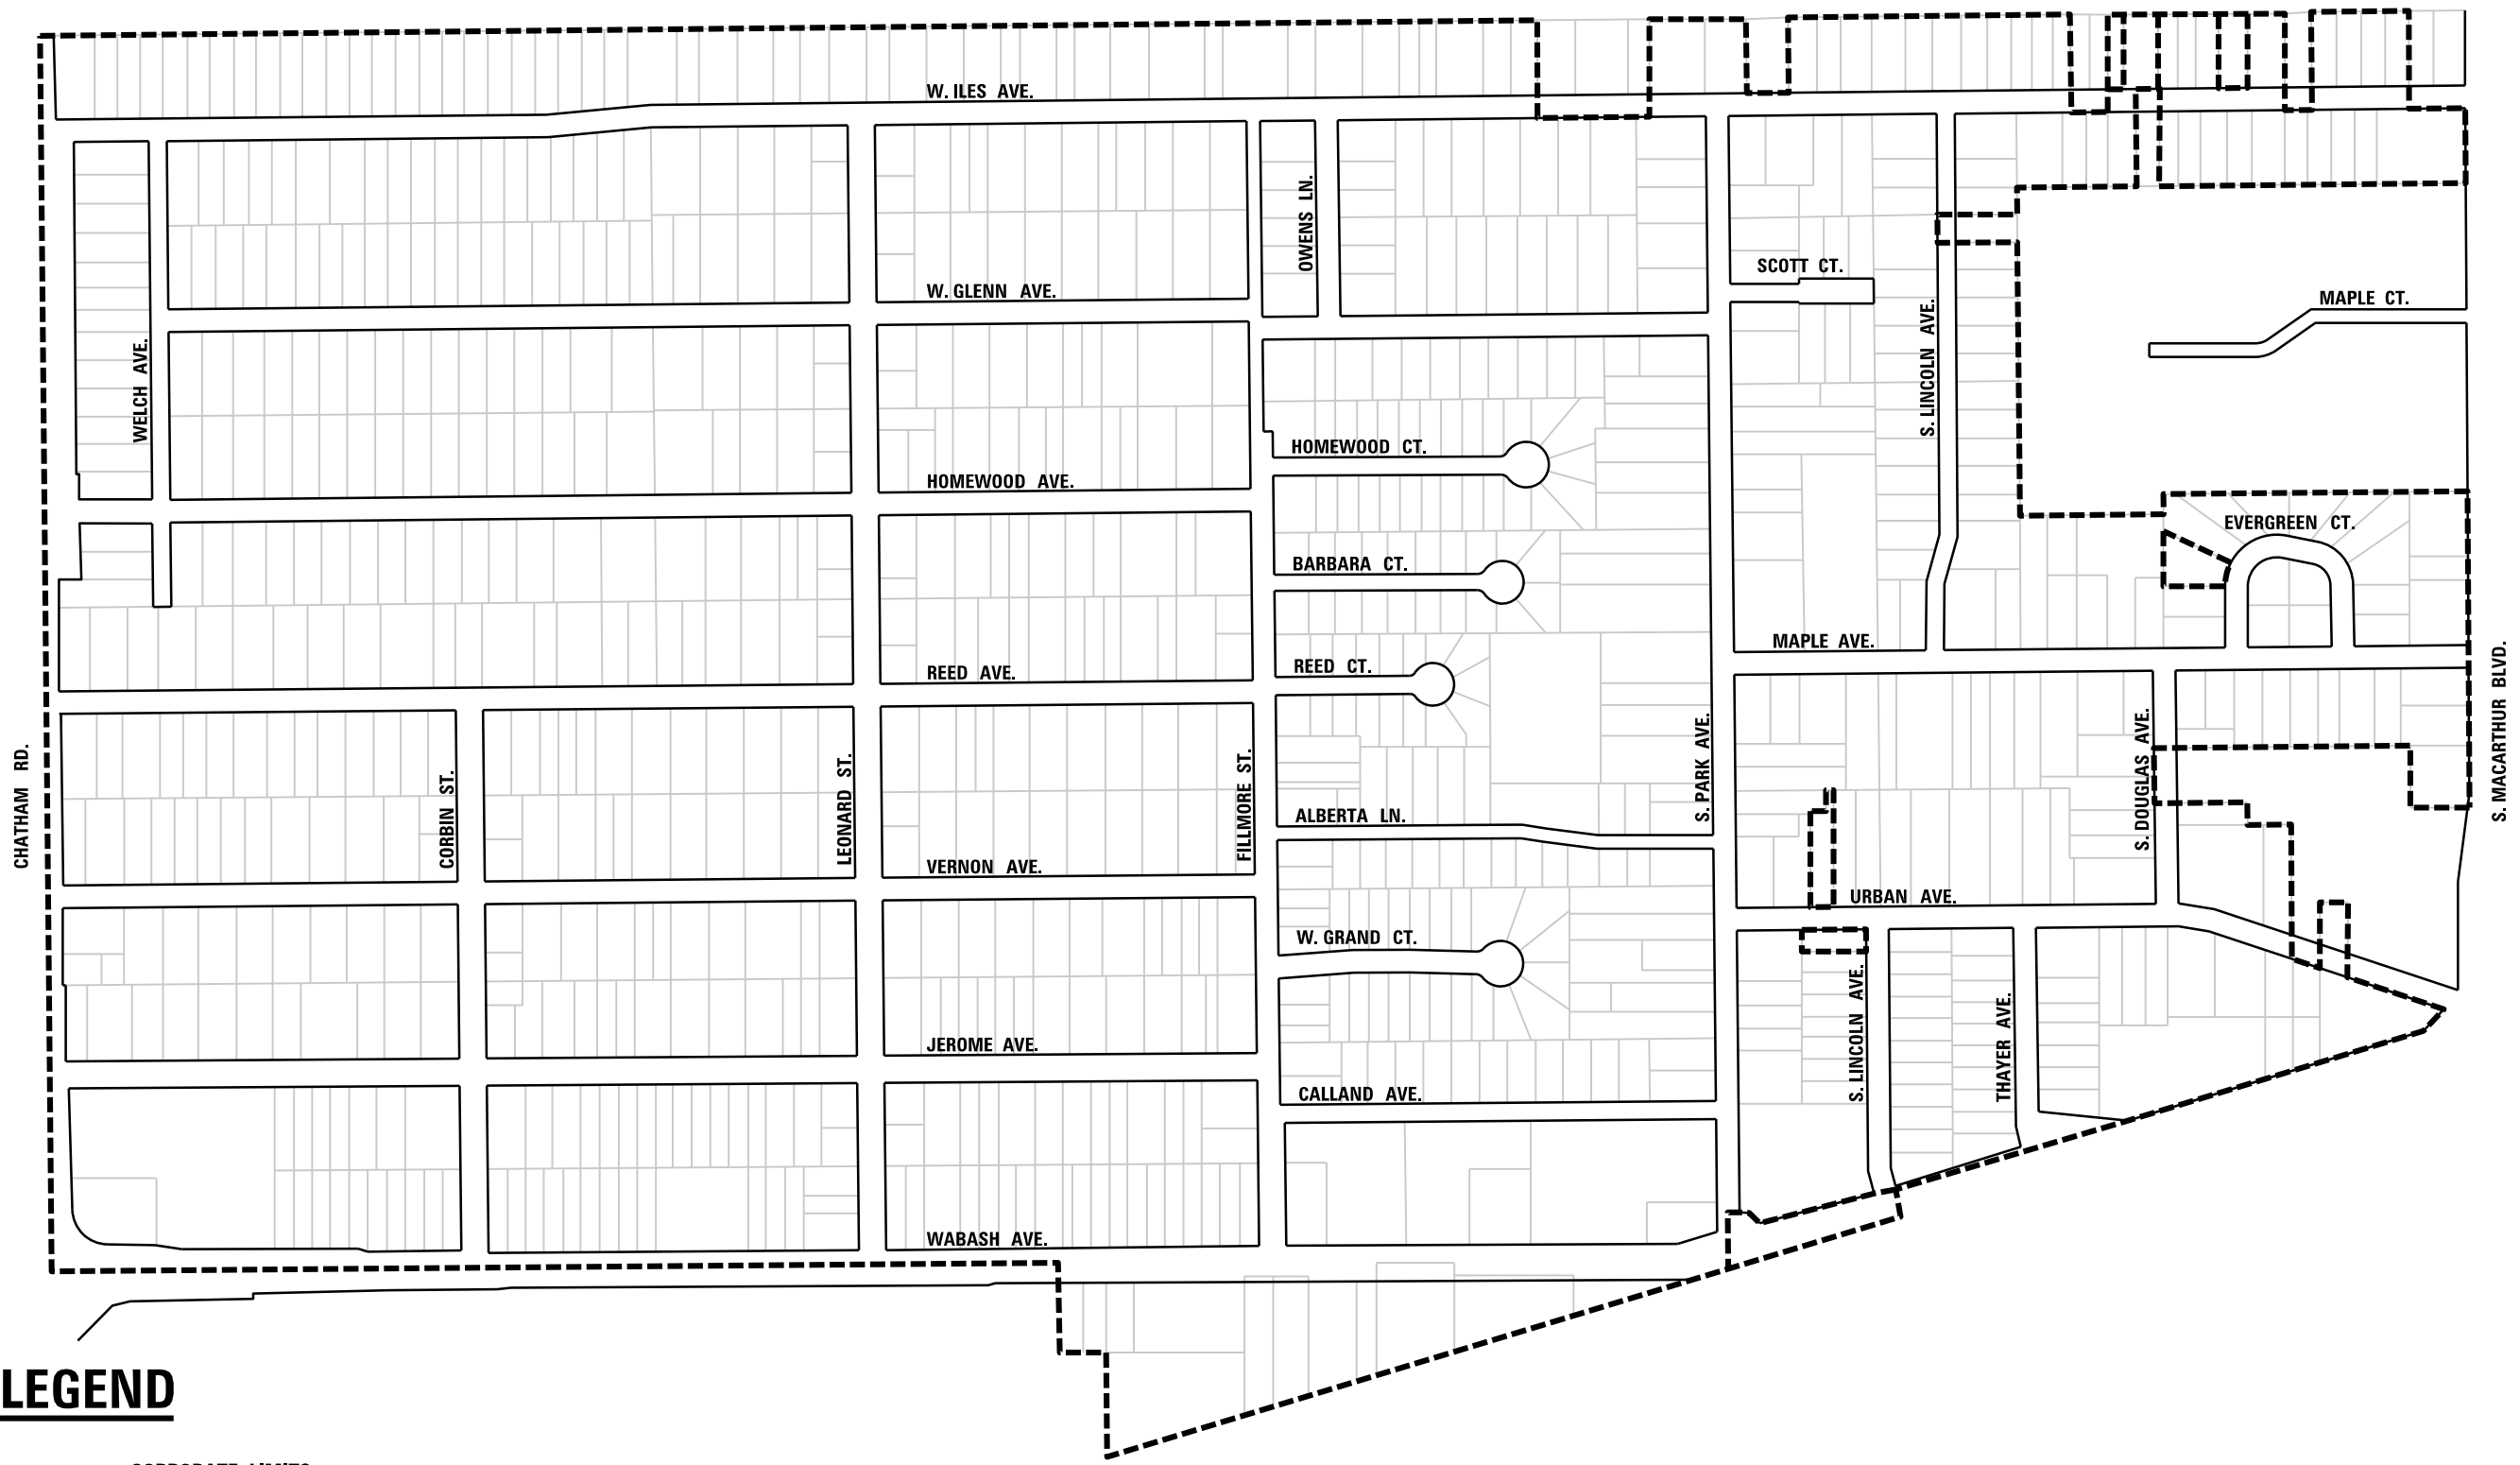 W. ILES AVE.
OWENS LN.
W. GLENN AVE.
SCOTT CT.
MAPLE CT.
WELCH AVE.
S. LINCOLN AVE.
HOMEWOOD CT.
HOMEWOOD AVE.
EVERGREEN CT.
BARBARA CT.
MAPLE AVE.
REED CT.
REED AVE.
S. MACARTHUR BLVD.
CHATHAM RD.
CORBIN ST.
LEONARD ST.
FILLMORE ST.
S. PARK AVE.
S. DOUGLAS AVE.
ALBERTA LN.
VERNON AVE.
URBAN AVE.
W. GRAND CT.
S. LINCOLN AVE.
THAYER AVE.
JEROME AVE.
CALLAND AVE.
WABASH AVE.
LEGEND
CORPORATE LIMITS